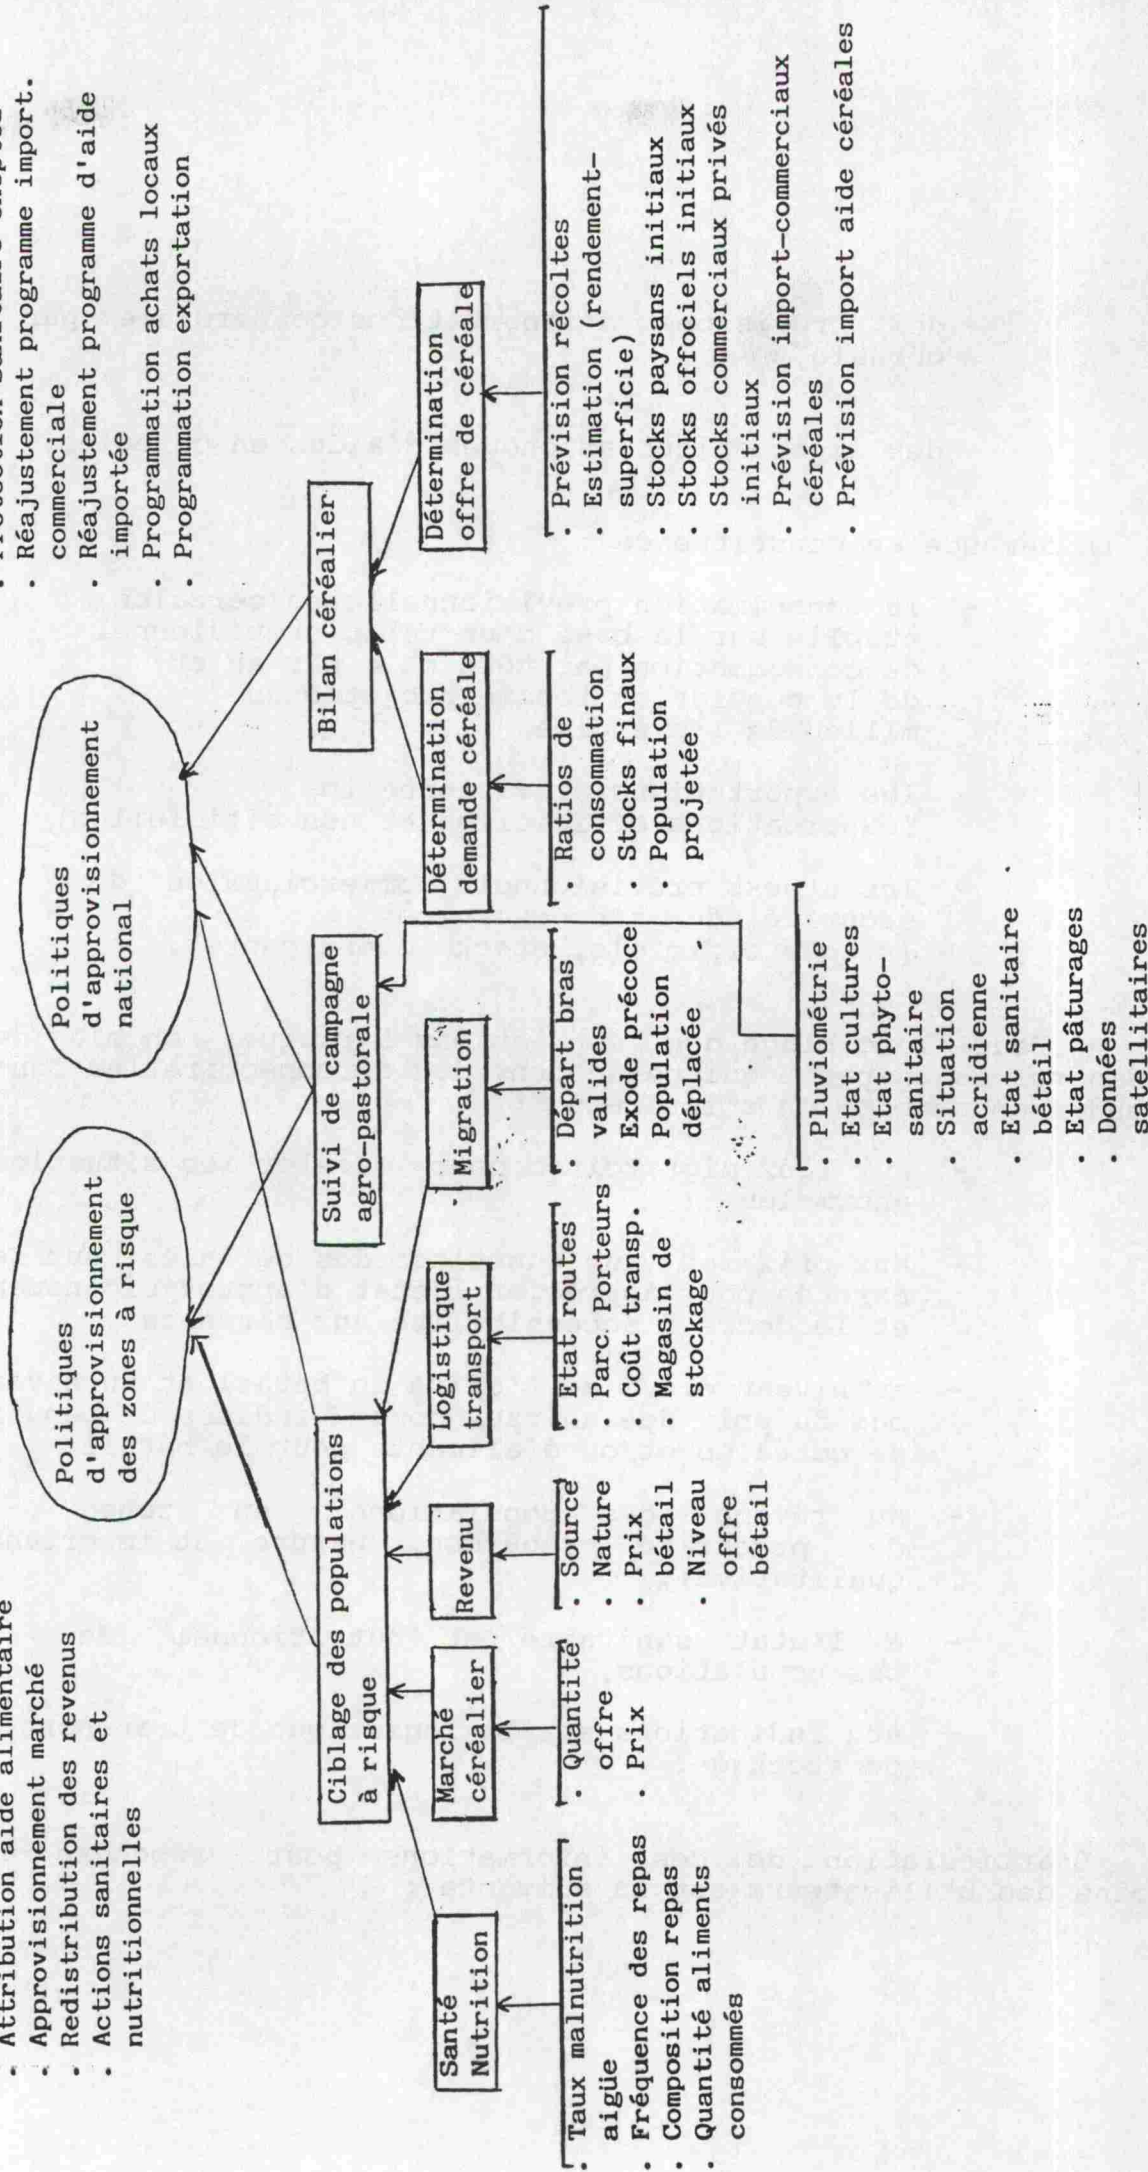 . Attribution aide alimentaire
. Approvisionnement marché
. Redistribution des revenus
. Actions sanitaires et
nutritionnelles
Politiques
d'approvisionnement
des zones à risque
Politiques
d'approvisionnement
national
. Réajustement programme import.
commerciale
. Réajustement programme d'aide
importée
. Programmation achats locaux
. Programmation exportation
Ciblage des populations
à risque
Suivi de campagne
agro-pastorale
Bilan céréalier
Santé
Nutrition
Marché
céréalier
Revenu
Logistique
transport
Migration
Détermination
demande céréale
Détermination
offre de céréale
. Taux malnutrition
aigüe
. Fréquence des repas
. Composition repas
. Quantité aliments
consommés
. Quantité
offre
. Prix
. Source
. Nature
. Prix
bétail
. Niveau
offre
bétail
. Etat routes
. Parc Porteurs
. Coût transp.
. Magasin de
stockage
. Départ bras
valides
. Exode précoce
. Population
déplacée
. Ratios de
consommation
. Stocks finaux
. Population
projetée
. Prévision récoltes
. Estimation (rendement-
superficie)
. Stocks paysans initiaux
. Stocks offociels initiaux
. Stocks commerciaux privés
initiaux
. Prévision import-commerciaux
céréales
. Prévision import aide céréales
. Pluviométrie
. Etat cultures
. Etat phyto-
sanitaire
. Situation
acridienne
. Etat sanitaire
bétail
. Etat pâturages
. Données
satellitaires